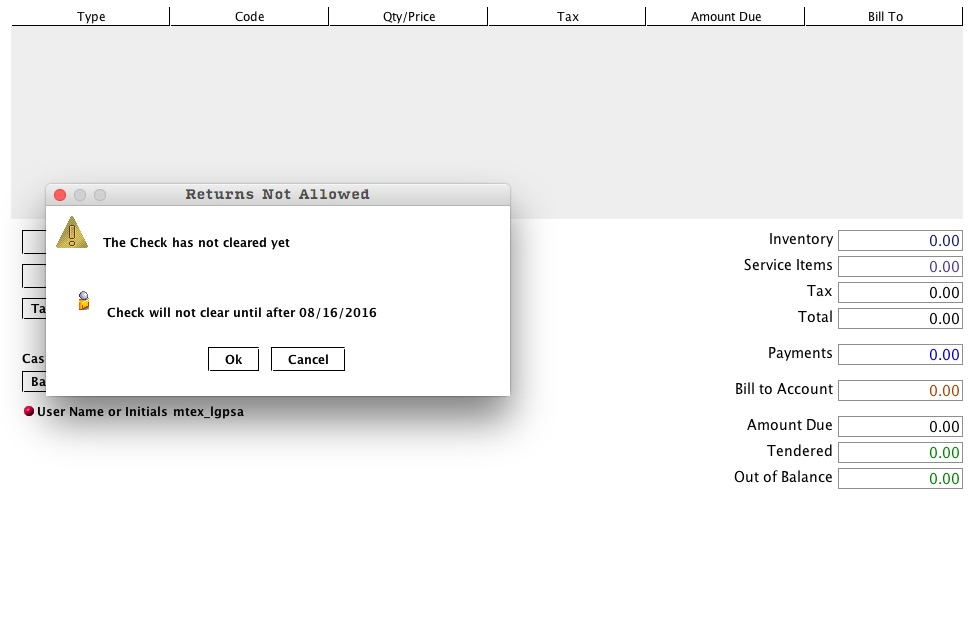 Type Code Qty/Price Tax Amount Due Bill To
Returns Not Allowed
The Check has not cleared yet
Check will not clear until after 08/16/2016
Ok Cancel
Ta
Cas
Ba
User Name or Initials mtex_lgpsa
Inventory 0.00
Service Items 0.00
Tax 0.00
Total 0.00
Payments 0.00
Bill to Account 0.00
Amount Due 0.00
Tendered 0.00
Out of Balance 0.00